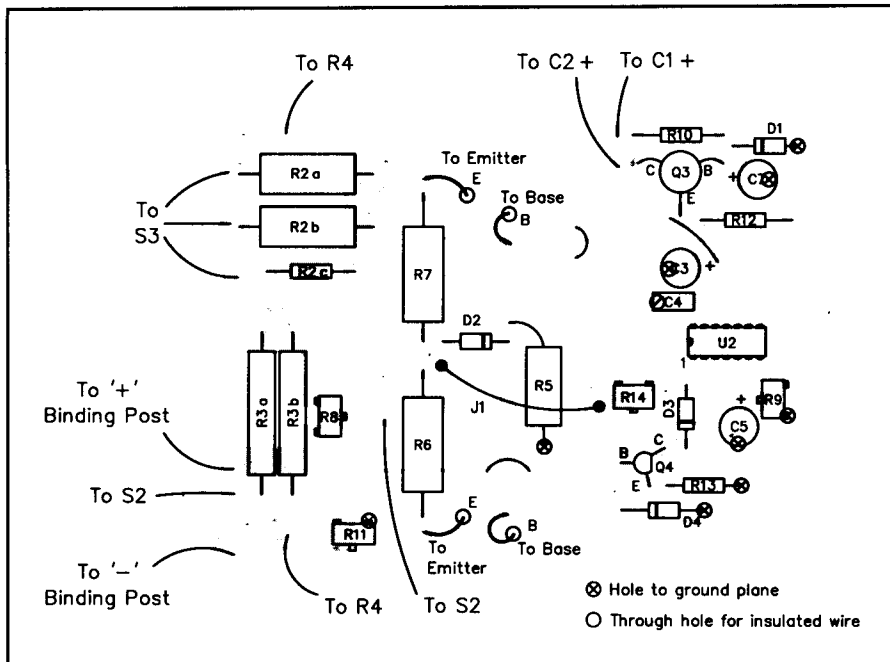 To R4
To C2 +
To C1 +
R10
D1
+
C
Q3
B
+
C7
E
R12
To Emitter
E
To Base
B
R2a
To
S3
R2b
R2c
R7
C3
+
C4
D2
U2
1
R5
R14
D3
+
R9
C5
J1
To '+'
Binding Post
R3a
R3b
R8
R6
C
B
Q4
E
R13
D4
To S2
E
B
R11
To
Emitter
To Base
To '–'
Binding Post
To R4
To S2
Hole to ground plane
Through hole for insulated wire